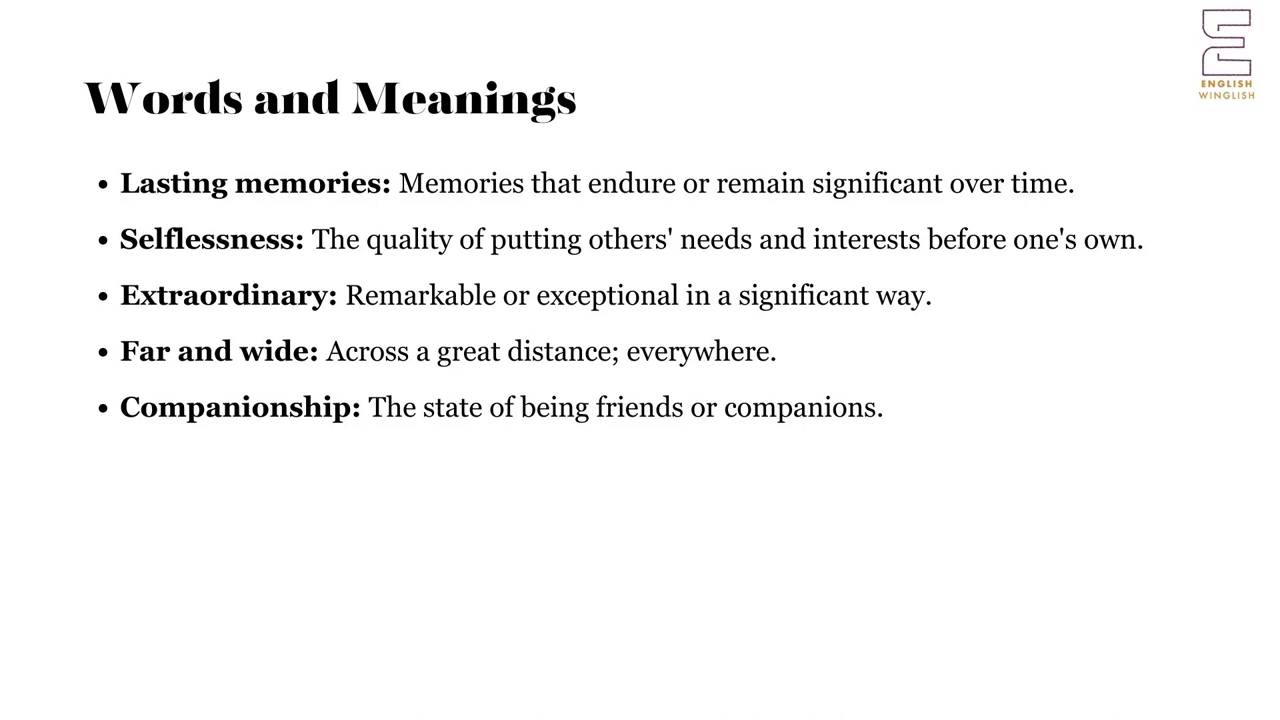 ENGLISH
WINGLISH
Words and Meanings
• Lasting memories: Memories that endure or remain significant over time.
• Selflessness: The quality of putting others' needs and interests before one's own.
• Extraordinary: Remarkable or exceptional in a significant way.
• Far and wide: Across a great distance; everywhere.
• Companionship: The state of being friends or companions.